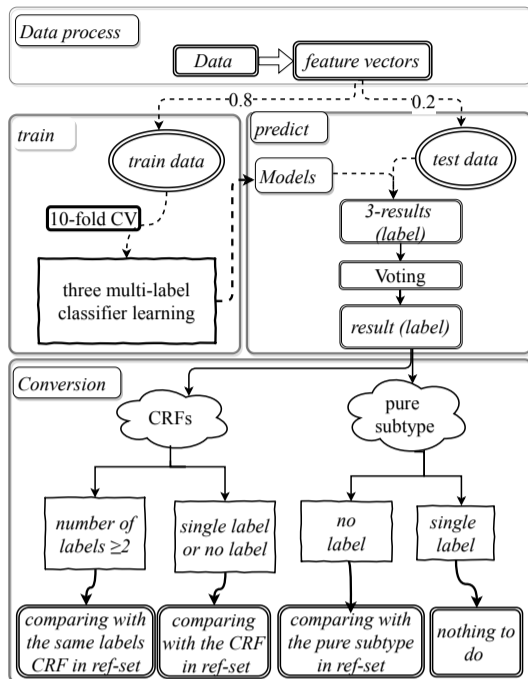 Data process
Data
feature vectors
0.8
0.2
train
train data
10-fold CV
three multi-label
classifier learning
predict
Models
test data
3-results
(label)
Voting
result (label)
Conversion
CRFs
pure
subtype
number of
labels ≥2
single label
or no label
no
label
single
label
comparing with
the same labels
CRF in ref-set
comparing
with the CRF
in ref-set
comparing with
the pure subtype
in ref-set
nothing to
do